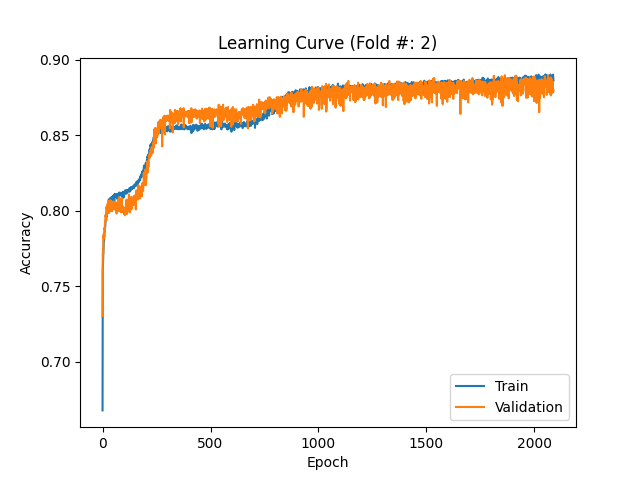 Learning Curve (Fold #: 2)
0.90
0.85
0.80
0.75
0.70
Accuracy
0
500
1000
1500
2000
Epoch
Train
Validation